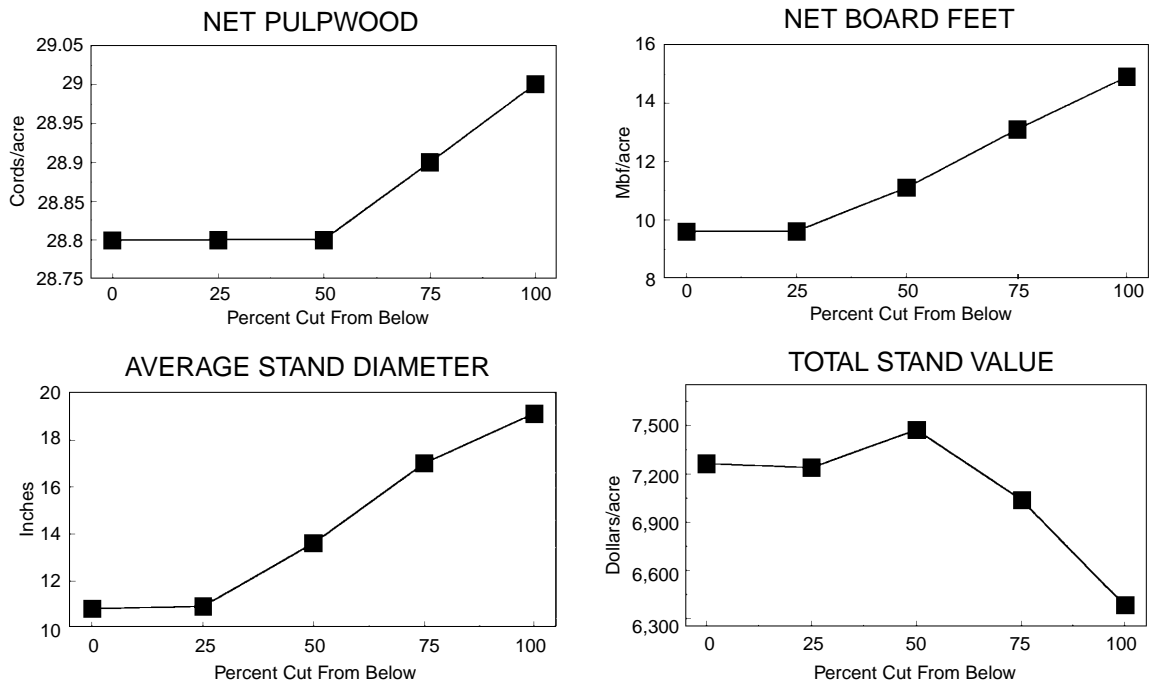 NET PULPWOOD
29.05
29
28.95
28.9
28.85
28.8
28.75
Cords/acre
0 25 50 75 100
Percent Cut From Below
NET BOARD FEET
16
14
12
10
8
Mbf/acre
0 25 50 75 100
Percent Cut From Below
AVERAGE STAND DIAMETER
20
18
16
14
12
10
Inches
0 25 50 75 100
Percent Cut From Below
TOTAL STAND VALUE
7,500
7,200
6,900
6,600
6,300
Dollars/acre
0 25 50 75 100
Percent Cut From Below